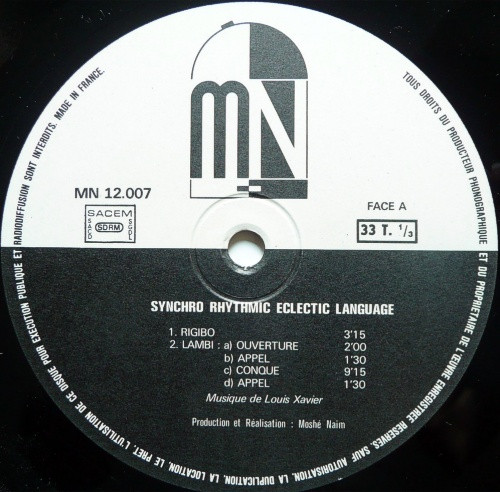 MN
MN 12.007
SACEM
SACD
SDRM
SGDL
FACE A
33 T. 1/3
SYNCHRO RHYTHMIC ECLECTIC LANGUAGE
1. RIGIBO 3'15
2. LAMBI : a) OUVERTURE 2'00
b) APPEL 1'30
c) CONQUE 9'15
d) APPEL 1'30
Musique de Louis Xavier
Production et Réalisation : Moshé Naim
TOUS DROITS DU PRODUCTEUR PHONOGRAPHIQUE ET DU PROPRIETAIRE DE L'ŒUVRE ENREGISTREE RESERVES. SAUF AUTORISATION, LA DUPLICATION, LA LOCATION, LE PRET, L'UTILISATION DE CE DISQUE POUR EXECUTION PUBLIQUE ET RADIODIFFUSION SONT INTERDITS. MADE IN FRANCE.